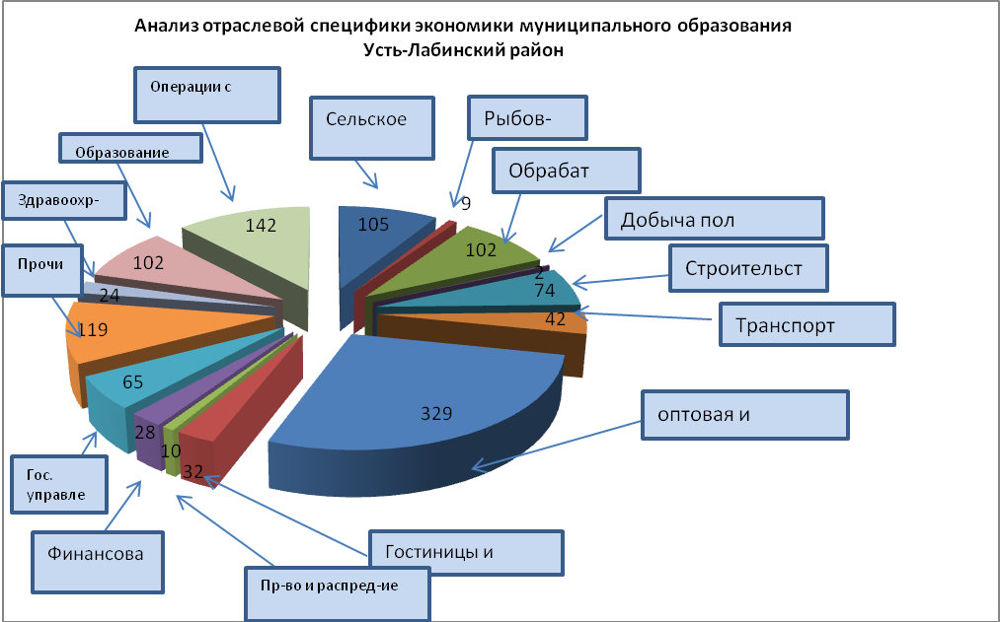 Анализ отраслевой специфики экономики муниципального образования
Усть-Лабинский район
Операции с
Сельское
Рыбов-
Образование
Обрабат
Здравоохр-
Добыча пол
Прочи
Строительст
Транспорт
оптовая и
Гос.
управле
Финансова
Гостиницы и
Пр-во и распред-ие
142
105
9
102
102
2
74
24
42
119
65
329
28
10
32